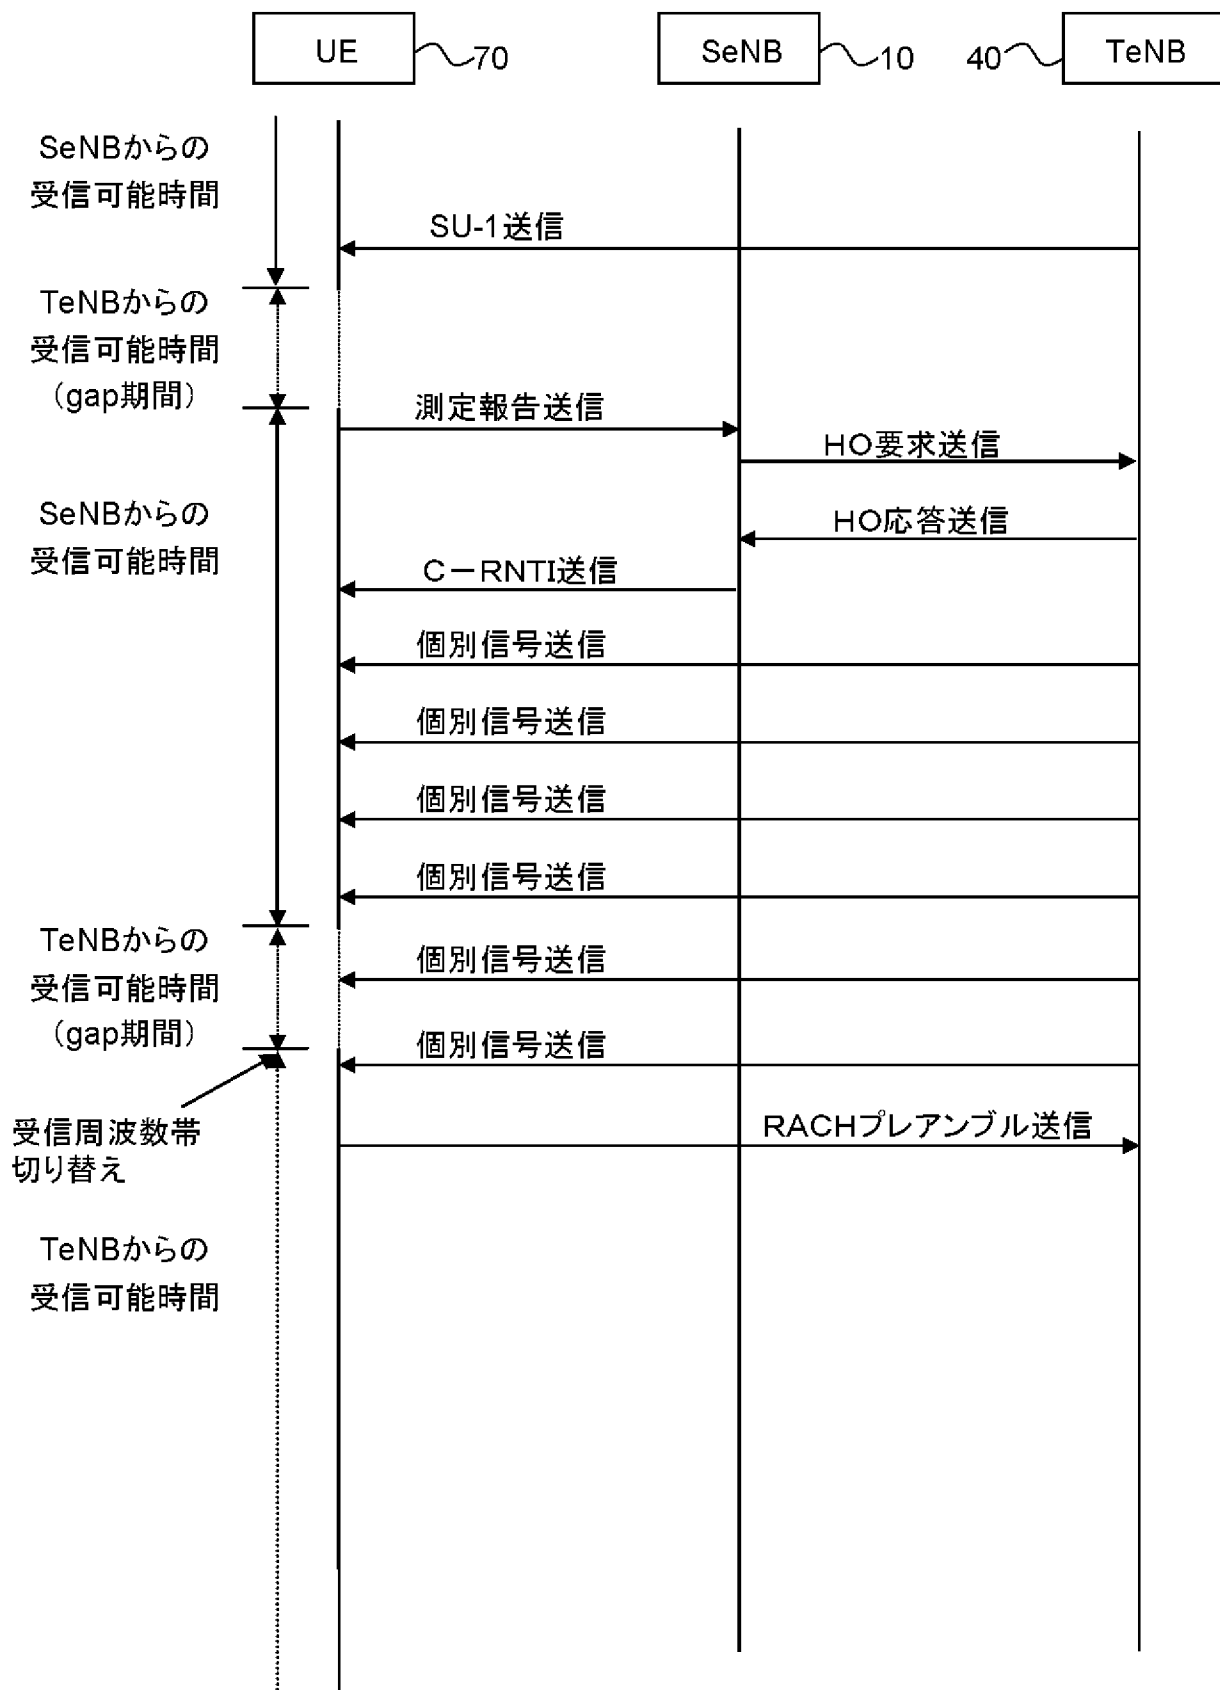 UE
70
SeNB
10
40
TeNB
SeNBからの
受信可能時間
SU-1送信
TeNBからの
受信可能時間
(gap期間)
測定報告送信
HO要求送信
SeNBからの
受信可能時間
HO応答送信
C－RNTI送信
個別信号送信
個別信号送信
個別信号送信
個別信号送信
TeNBからの
受信可能時間
(gap期間)
個別信号送信
個別信号送信
受信周波数帯
切り替え
RACHプレアンブル送信
TeNBからの
受信可能時間